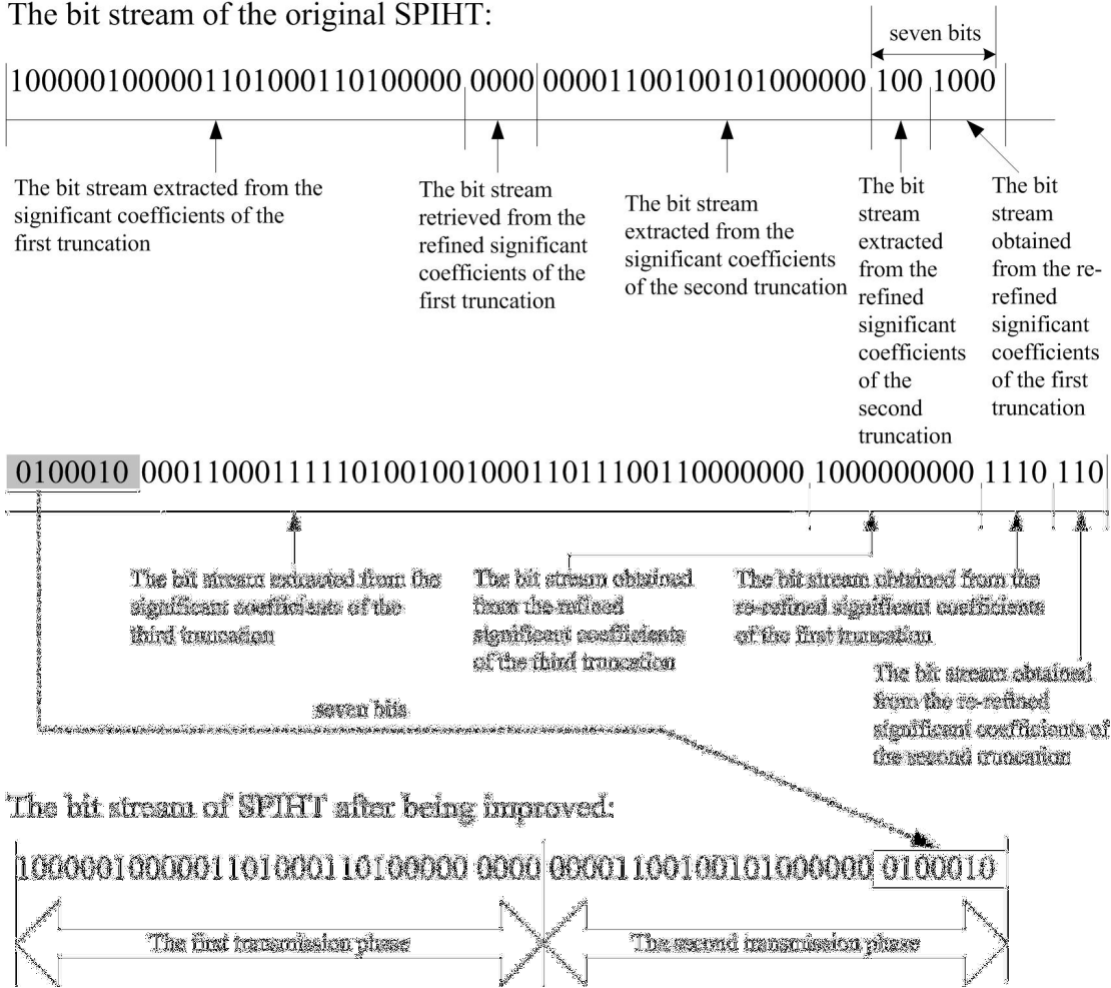 The bit stream of the original SPIHT:
seven bits
1000001000001101000110100000 0000 00001100100101000000 100 1000
The bit stream extracted from the
significant coefficients of the
first truncation
The bit stream
retrieved from the
refined significant
coefficients of the
first truncation
The bit stream
extracted from the
significant coefficients
of the second truncation
The bit
stream
extracted
from the
refined
significant
coefficients
of the
second
truncation
The bit
stream
obtained
from the re-
refined
significant
coefficients
of the first
truncation
0100010 000110001111101001001000110111001100000000 1000000000 1110 110
The bit stream extracted from the
significant coefficients of the
third truncation
The bit stream obtained
from the refined
significant coefficients
of the third truncation
The bit stream obtained from the
re-refined significant coefficients
of the first truncation
The bit stream obtained
from the re-refined
significant coefficients of
the second truncation
seven bits
The bit stream of SPIHT after being improved:
1000001000001101000110100000 0000 00001100100101000000 0100010
The first transmission phase
The second transmission phase